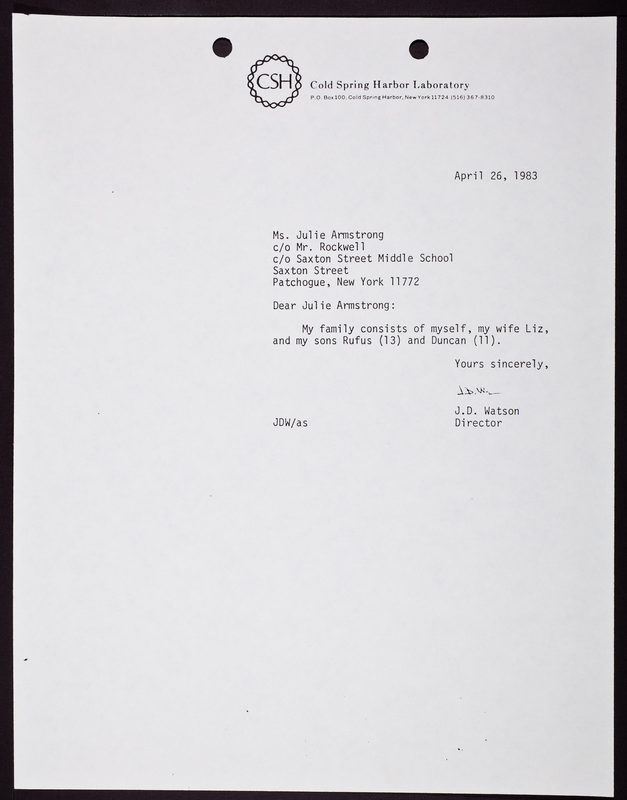 CSH
Cold Spring Harbor Laboratory
P.O. Box 100, Cold Spring Harbor, New York 11724 (516) 367-8310
April 26, 1983
Ms. Julie Armstrong
c/o Mr. Rockwell
c/o Saxton Street Middle School
Saxton Street
Patchogue, New York 11772
Dear Julie Armstrong:
My family consists of myself, my wife Liz,
and my sons Rufus (13) and Duncan (11).
Yours sincerely,
J.D. W
J.D. Watson
JDW/as Director